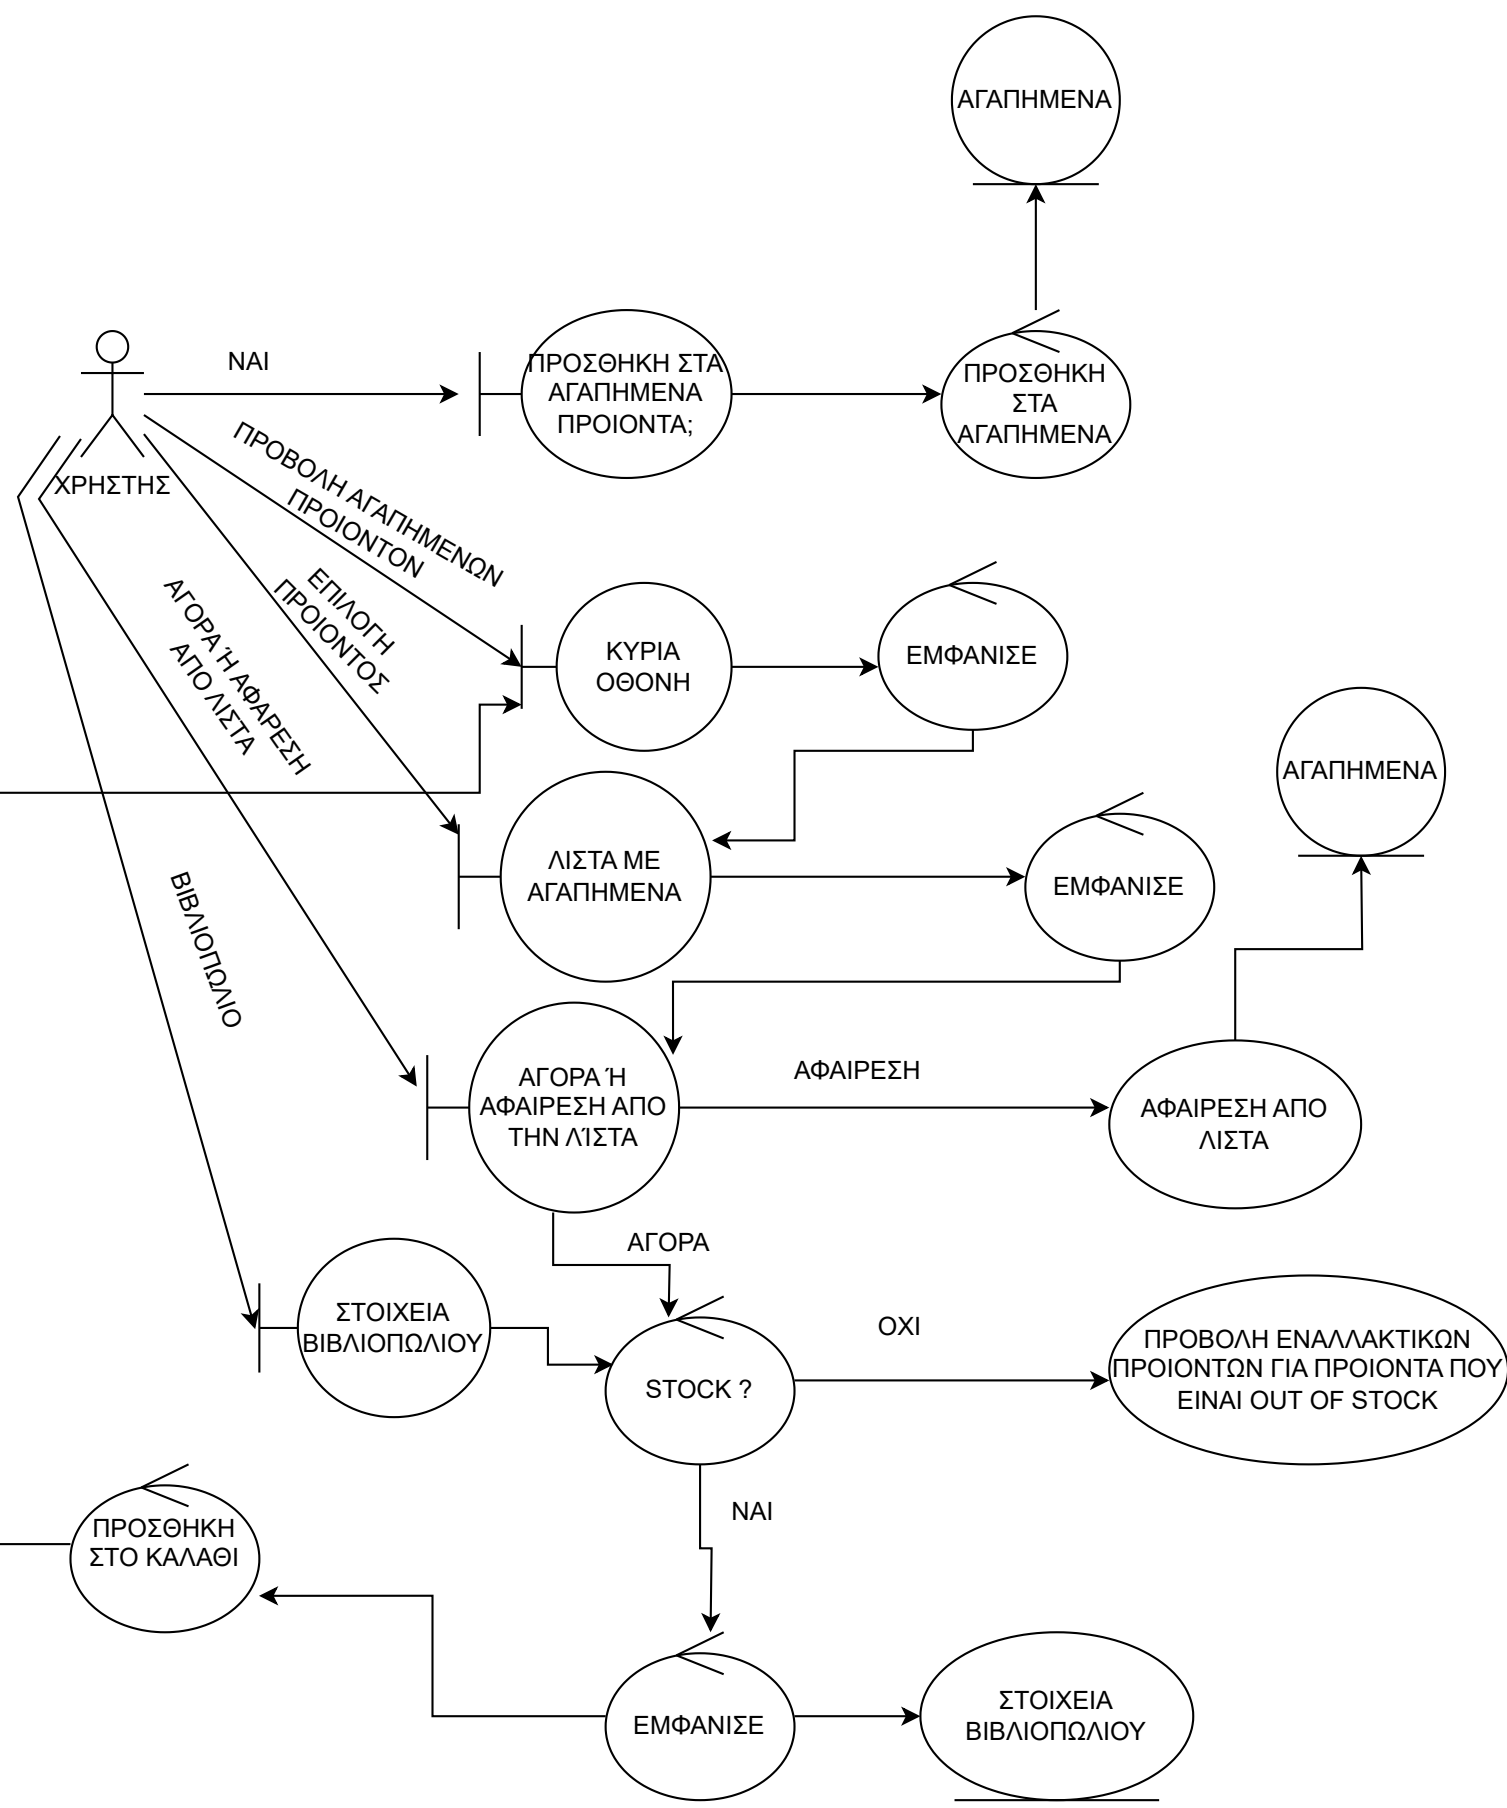 ΑΓΑΠΗΜΕΝΑ
ΝΑΙ
ΠΡΟΣΘΗΚΗ ΣΤΑ
ΑΓΑΠΗΜΕΝΑ
ΠΡΟΙΟΝΤΑ;
ΠΡΟΣΘΗΚΗ
ΣΤΑ
ΑΓΑΠΗΜΕΝΑ
ΧΡΗΣΤΗΣ
ΠΡΟΒΟΛΗ ΑΓΑΠΗΜΕΝΩΝ
ΠΡΟΙΟΝΤΟΝ
ΕΠΙΛΟΓΗ
ΠΡΟΙΟΝΤΟΣ
ΑΓΟΡΑ Ή ΑΦΑΡΕΣΗ
ΑΠΟ ΛΙΣΤΑ
ΚΥΡΙΑ
ΟΘΟΝΗ
ΕΜΦΑΝΙΣΕ
ΑΓΑΠΗΜΕΝΑ
ΛΙΣΤΑ ΜΕ
ΑΓΑΠΗΜΕΝΑ
ΕΜΦΑΝΙΣΕ
ΒΙΒΛΙΟΠΩΛΙΟ
ΑΓΟΡΑ Ή
ΑΦΑΙΡΕΣΗ ΑΠΟ
ΤΗΝ ΛΊΣΤΑ
ΑΦΑΙΡΕΣΗ
ΑΦΑΙΡΕΣΗ ΑΠΟ
ΛΙΣΤΑ
ΑΓΟΡΑ
ΣΤΟΙΧΕΙΑ
ΒΙΒΛΙΟΠΩΛΙΟΥ
STOCK ?
ΟΧΙ
ΠΡΟΒΟΛΗ ΕΝΑΛΛΑΚΤΙΚΩΝ
ΠΡΟΙΟΝΤΩΝ ΓΙΑ ΠΡΟΙΟΝΤΑ ΠΟΥ
ΕΙΝΑΙ OUT OF STOCK
ΝΑΙ
ΠΡΟΣΘΗΚΗ
ΣΤΟ ΚΑΛΑΘΙ
ΕΜΦΑΝΙΣΕ
ΣΤΟΙΧΕΙΑ
ΒΙΒΛΙΟΠΩΛΙΟΥ